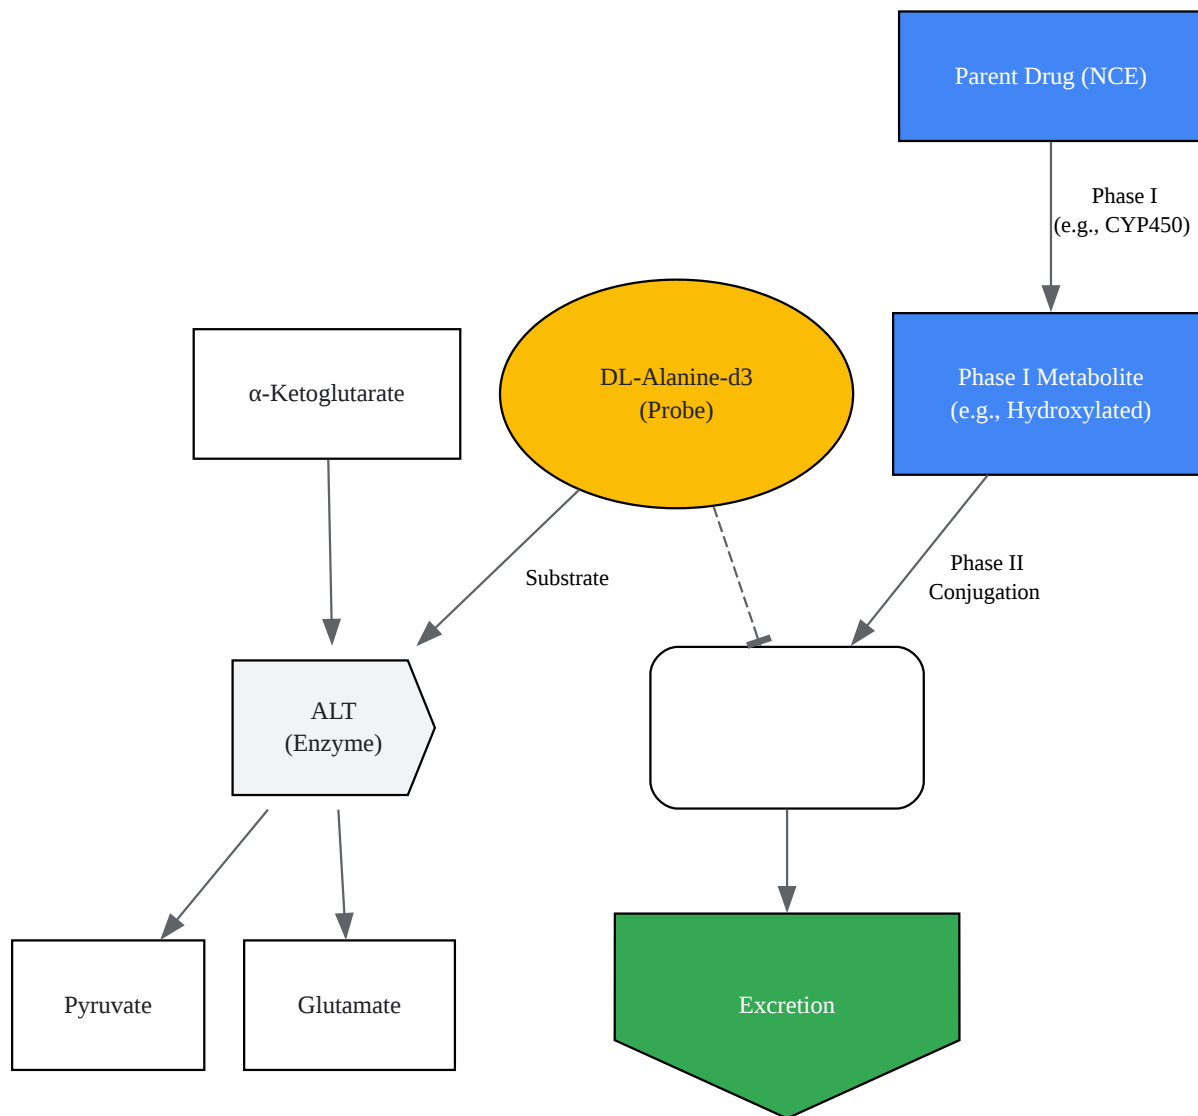 Parent Drug (NCE)
Phase I
(e.g., CYP450)
DL-Alanine-d3
(Probe)
α-Ketoglutarate
Phase I Metabolite
(e.g., Hydroxylated)
Substrate
Phase II
Conjugation
ALT
(Enzyme)
Pyruvate
Glutamate
Excretion